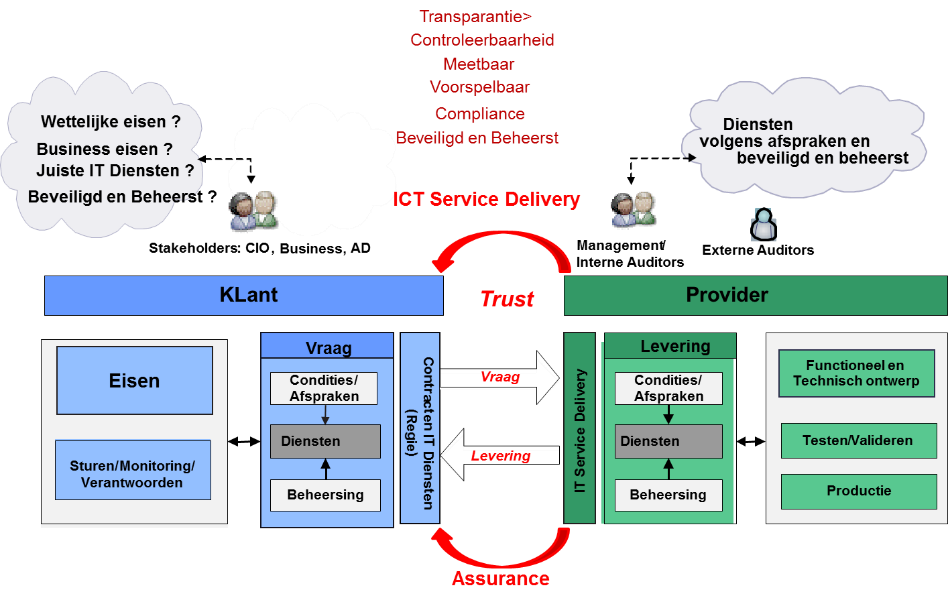 Transparantie>
Controleerbaarheid
Meetbaar
Voorspelbaar
Compliance
Beveiligd en Beheerst
Wettelijke eisen ?
Business eisen ?
Juiste IT Diensten ?
Beveiligd en Beheerst ?
Diensten
volgens afspraken en
beveiligd en beheerst
ICT Service Delivery
Stakeholders: CIO, Business, AD
Management/
Interne Auditors
Externe Auditors
KLant
Trust
Provider
Eisen
Sturen/Monitoring/
Verantwoorden
Vraag
Condities/
Afspraken
Diensten
Beheersing
Contracten IT Diensten
(Regie)
Vraag
Levering
IT Service Delivery
Levering
Condities/
Afspraken
Diensten
Beheersing
Functioneel en
Technisch ontwerp
Testen/Valideren
Productie
Assurance